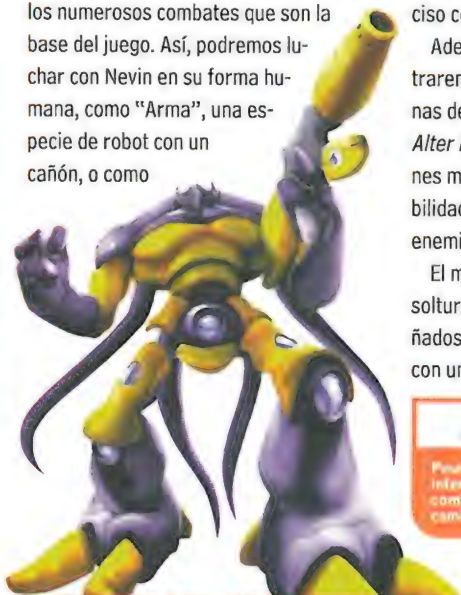 los numerosos combates que son la
base del juego. Así, podremos lu-
char con Nevin en su forma hu-
mana, como "Arma", una es-
pecie de robot con un
cañón, o como
ciso co
Ade
trarem
nas de
Alter
nes m
bilidad
enemi
El m
soltur
ñados
con un